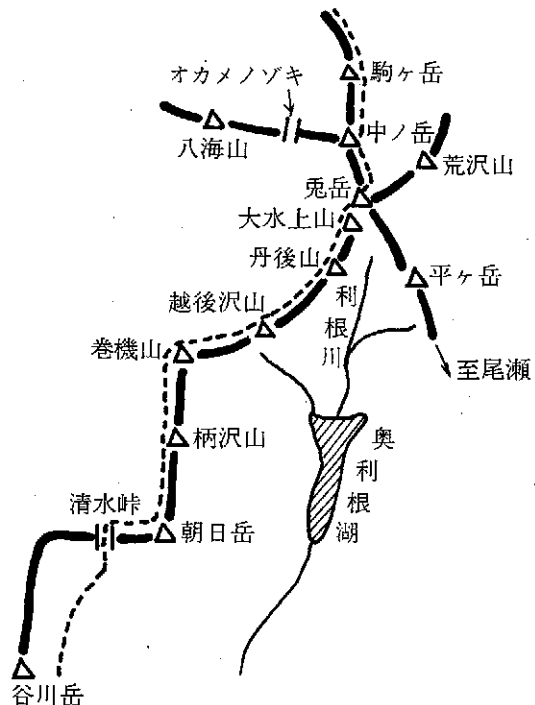 駒ヶ岳
オカメノゾキ
中ノ岳
八海山
荒沢山
兎岳
大水上山
丹後山
平ヶ岳
利根川
越後沢山
巻機山
至尾瀬
柄沢山
奥利根湖
清水峠
朝日岳
谷川岳